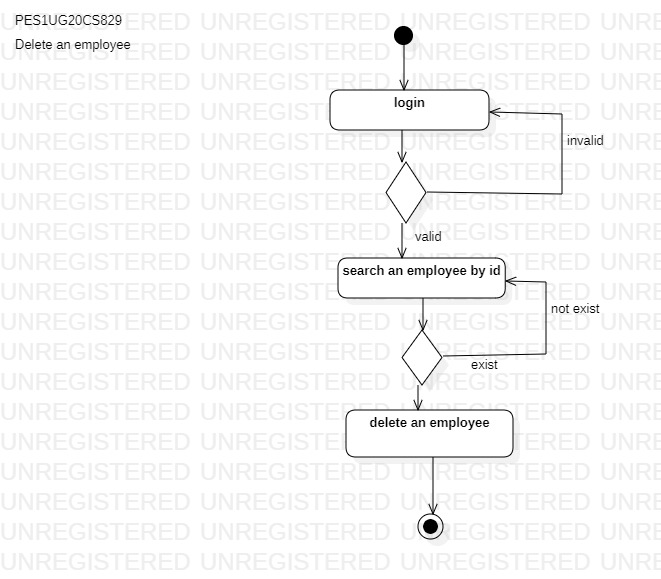 PES1UG20CS829
Delete an employee
login
invalid
valid
search an employee by id
not exist
exist
delete an employee
UNREGISTERED UNREGISTERED UNREGISTERED